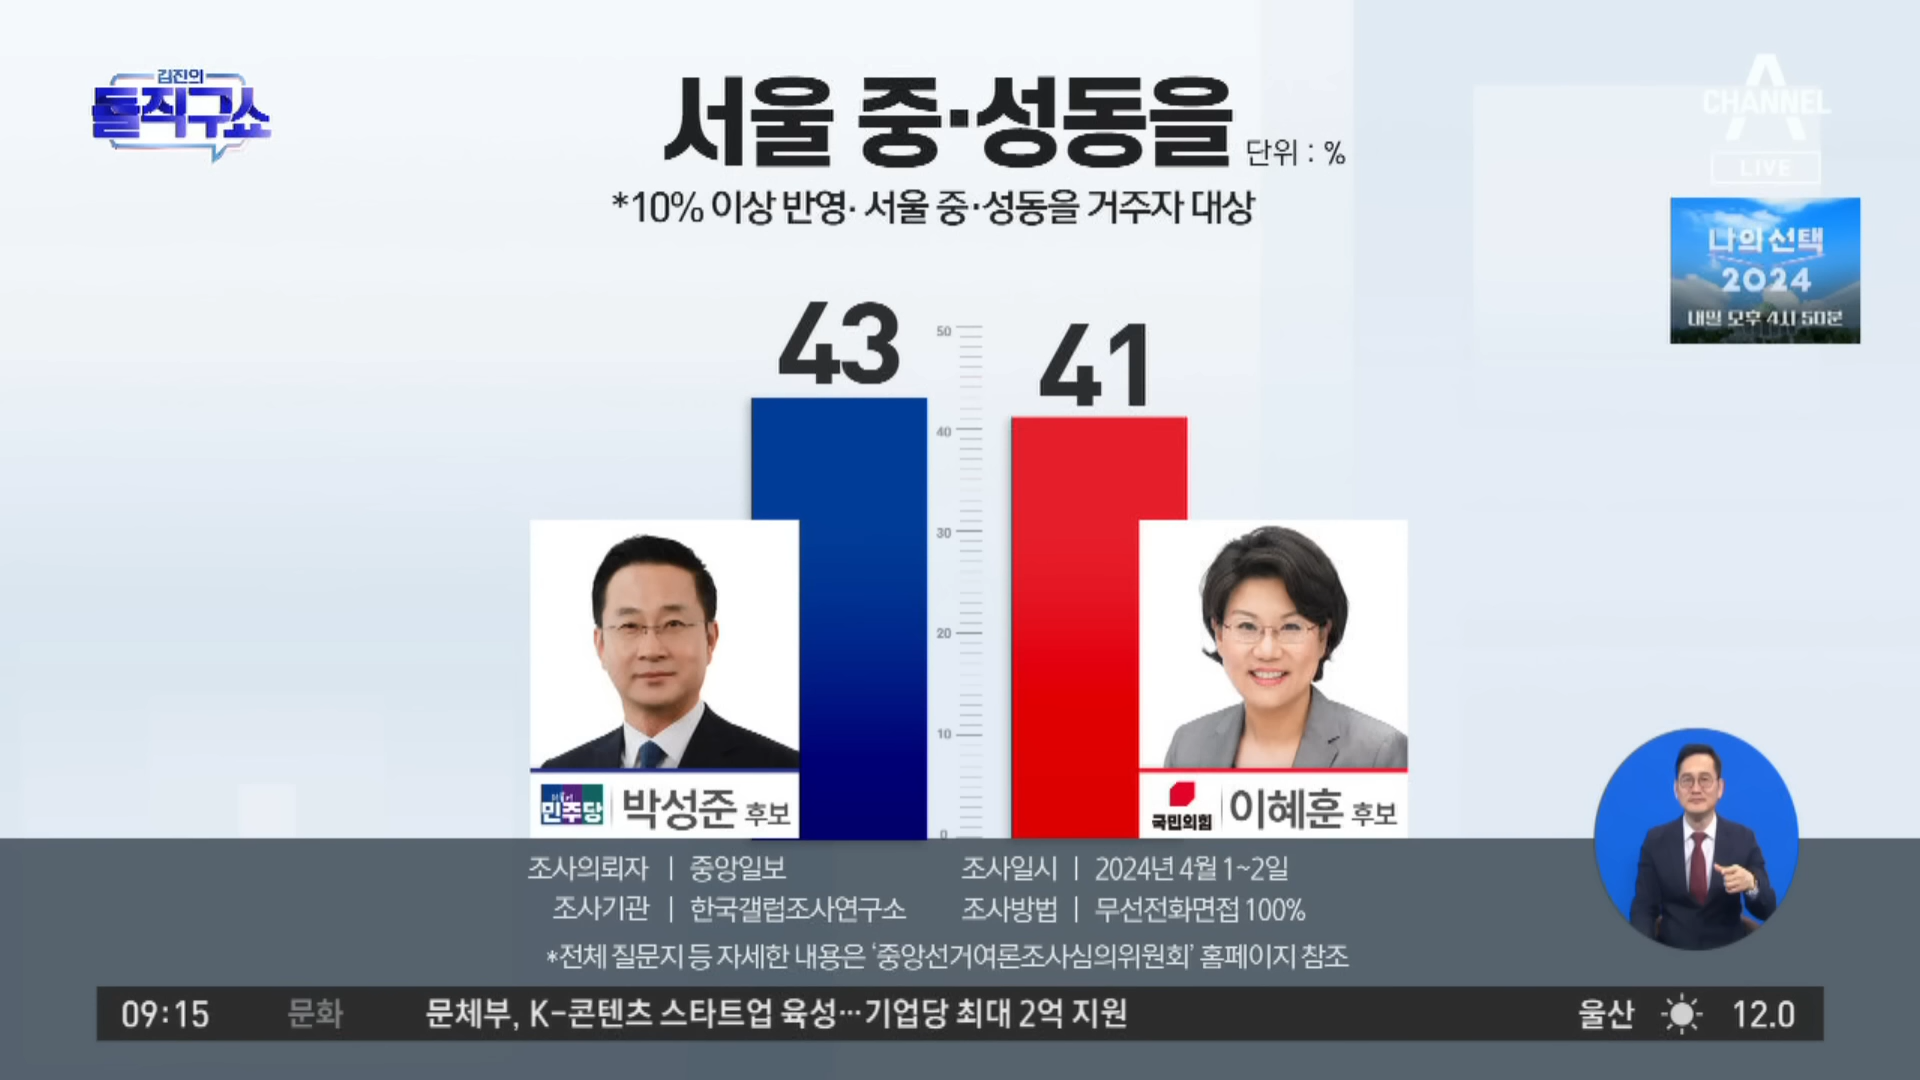 김진의
돌직구쇼
서울 중·성동을 단위 : %
*10% 이상 반영· 서울 중·성동을 거주자 대상
CHANNEL A
LIVE
나의 선택
2024
내일 오후 4시 50분
43
41
50
40
30
20
10
0
더불어
민주당
박성준 후보
국민의힘
이혜훈 후보
조사의뢰자 | 중앙일보
조사일시 | 2024년 4월 1~2일
조사기관 | 한국갤럽조사연구소
조사방법 | 무선전화면접 100%
*전체 질문지 등 자세한 내용은 ‘중앙선거여론조사심의위원회’ 홈페이지 참조
09:15 문화 문체부, K-콘텐츠 스타트업 육성…기업당 최대 2억 지원 울산 12.0